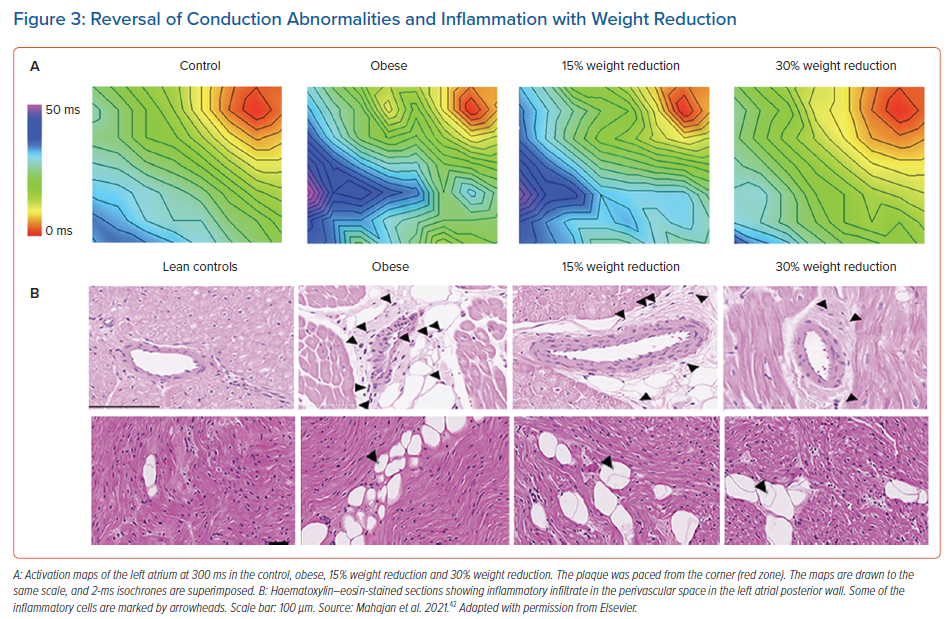 Figure 3: Reversal of Conduction Abnormalities and Inflammation with Weight Reduction
A
Control
Obese
15% weight reduction
30% weight reduction
50 ms
0 ms
Lean controls
Obese
15% weight reduction
30% weight reduction
B
A: Activation maps of the left atrium at 300 ms in the control, obese, 15% weight reduction and 30% weight reduction. The plaque was paced from the corner (red zone). The maps are drawn to the
same scale, and 2-ms isochrones are superimposed. B: Haematoxylin–eosin-stained sections showing inflammatory infiltrate in the perivascular space in the left atrial posterior wall. Some of the
inflammatory cells are marked by arrowheads. Scale bar: 100 μm. Source: Mahajan et al. 2021.⁴² Adapted with permission from Elsevier.